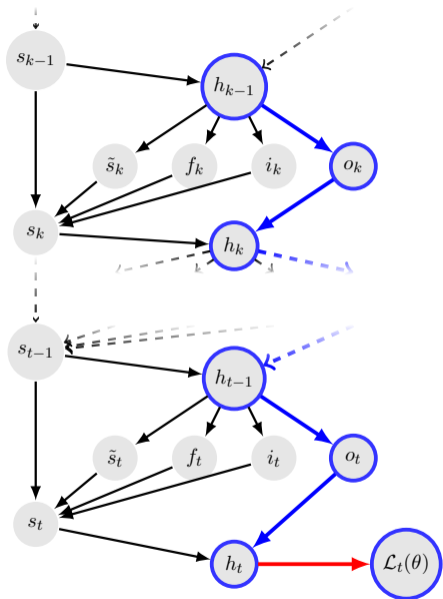 s_{k−1}
h_{k−1}
s̃_k f_k i_k o_k
s_k
h_k
s_{t−1}
h_{t−1}
s̃_t f_t i_t o_t
s_t
h_t ℒ_t(θ)